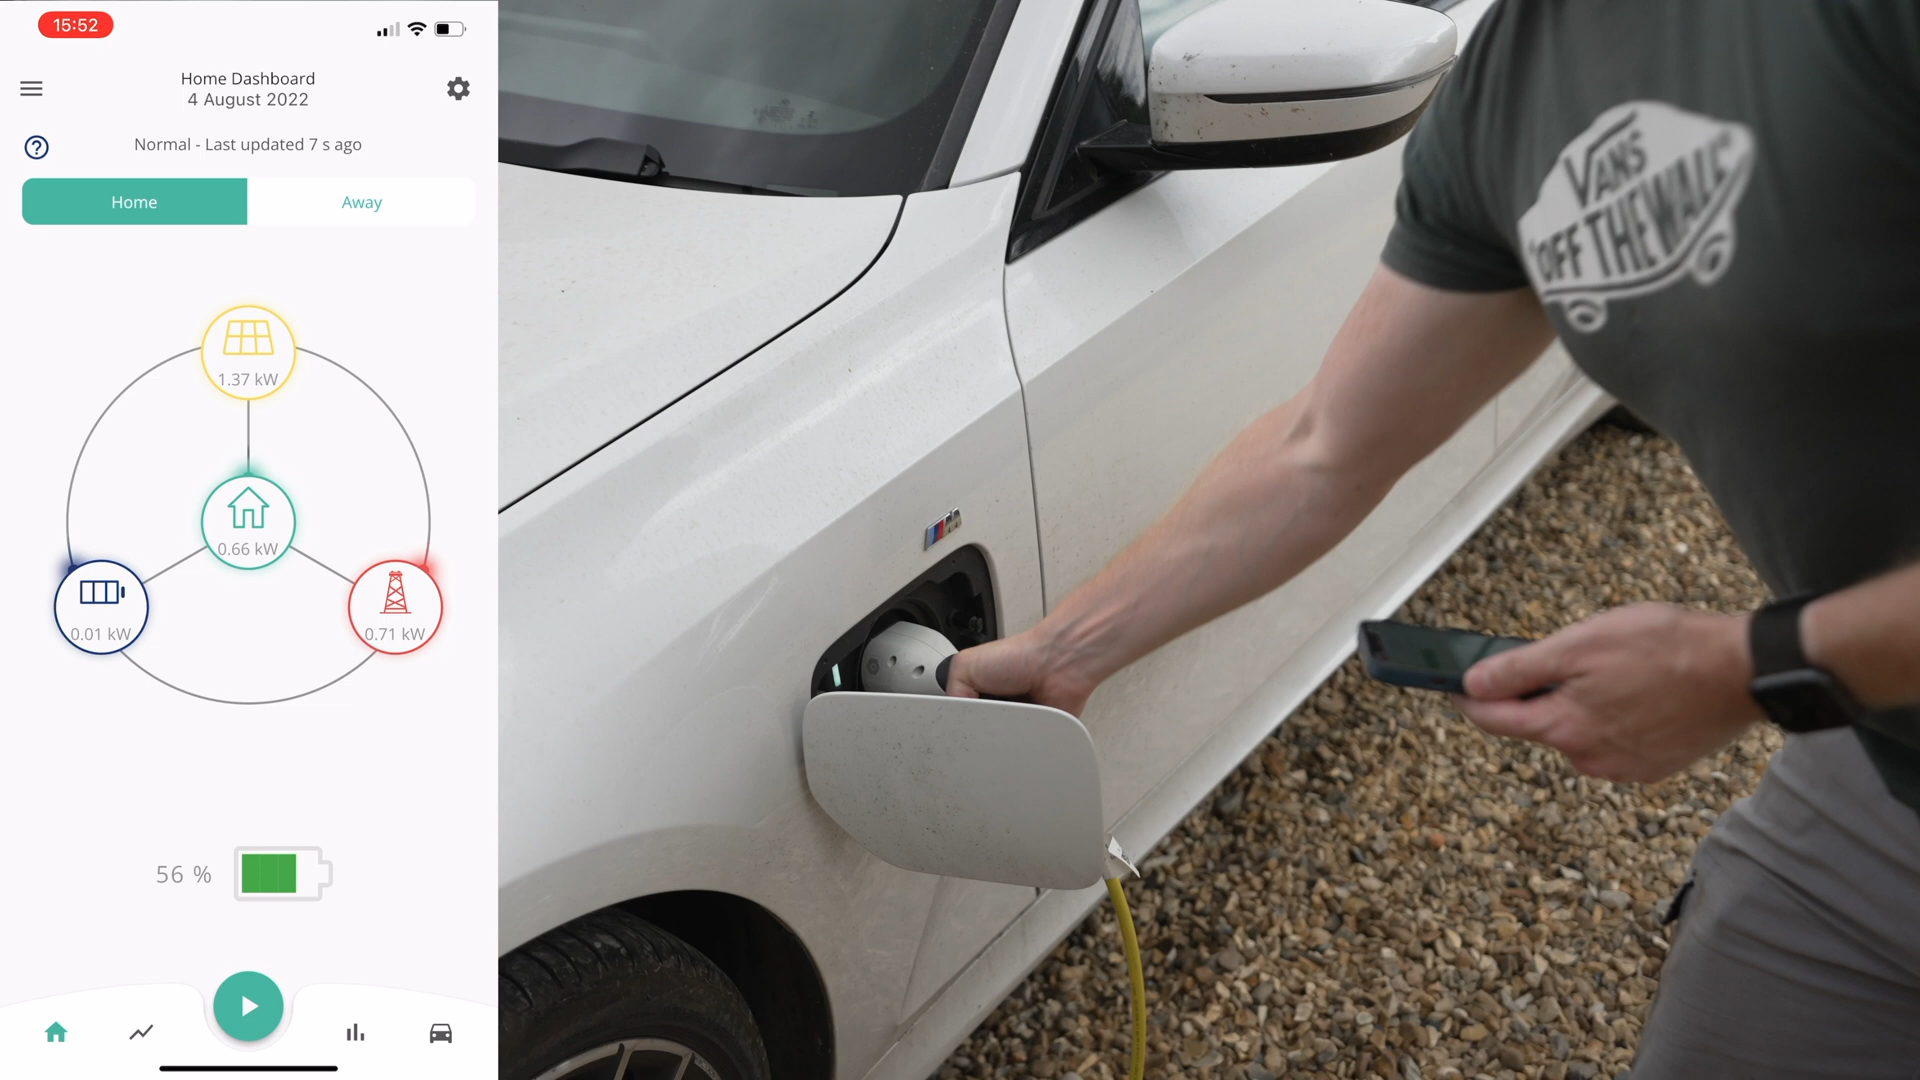 15:52
Home Dashboard
4 August 2022
Normal - Last updated 7 s ago
Home
Away
1.37 kW
0.66 kW
0.01 kW
0.71 kW
56 %
VANS
"OFF THE WALL"